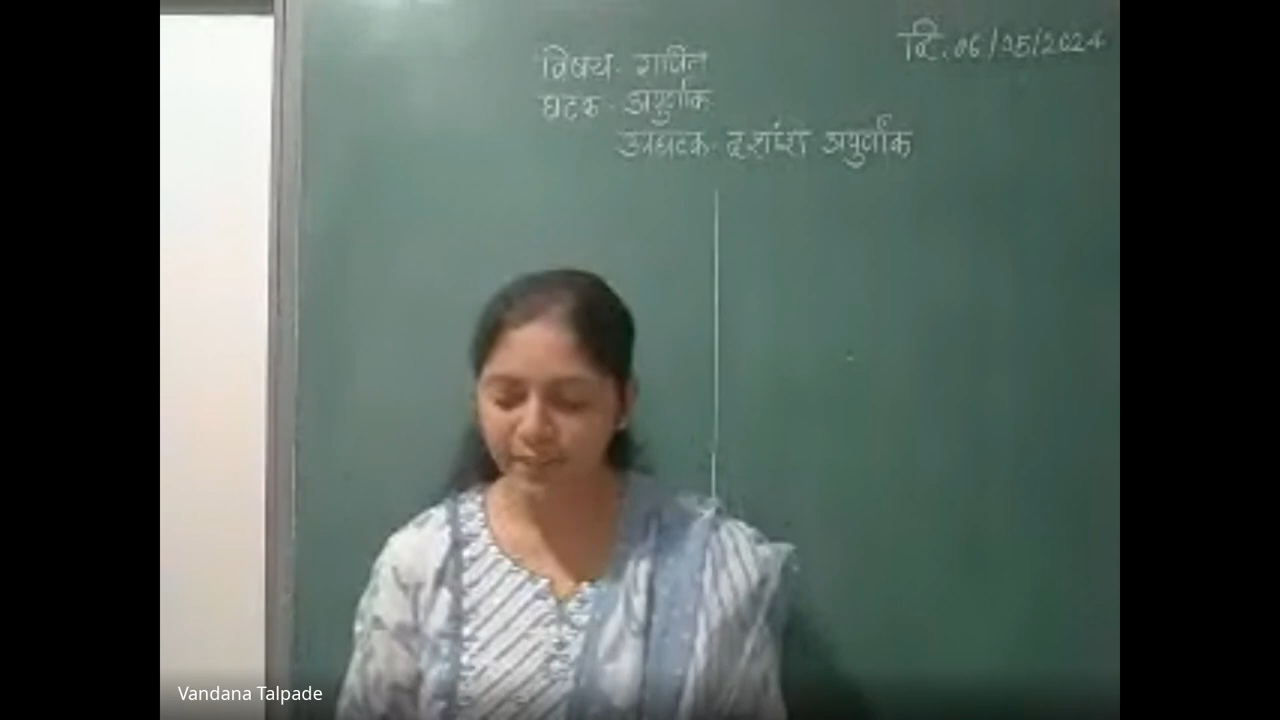 दि. 06/05/2024
विषय - गणित
घटक - अपुर्णांक
उपघटक - दशांश अपुर्णांक
Vandana Talpade